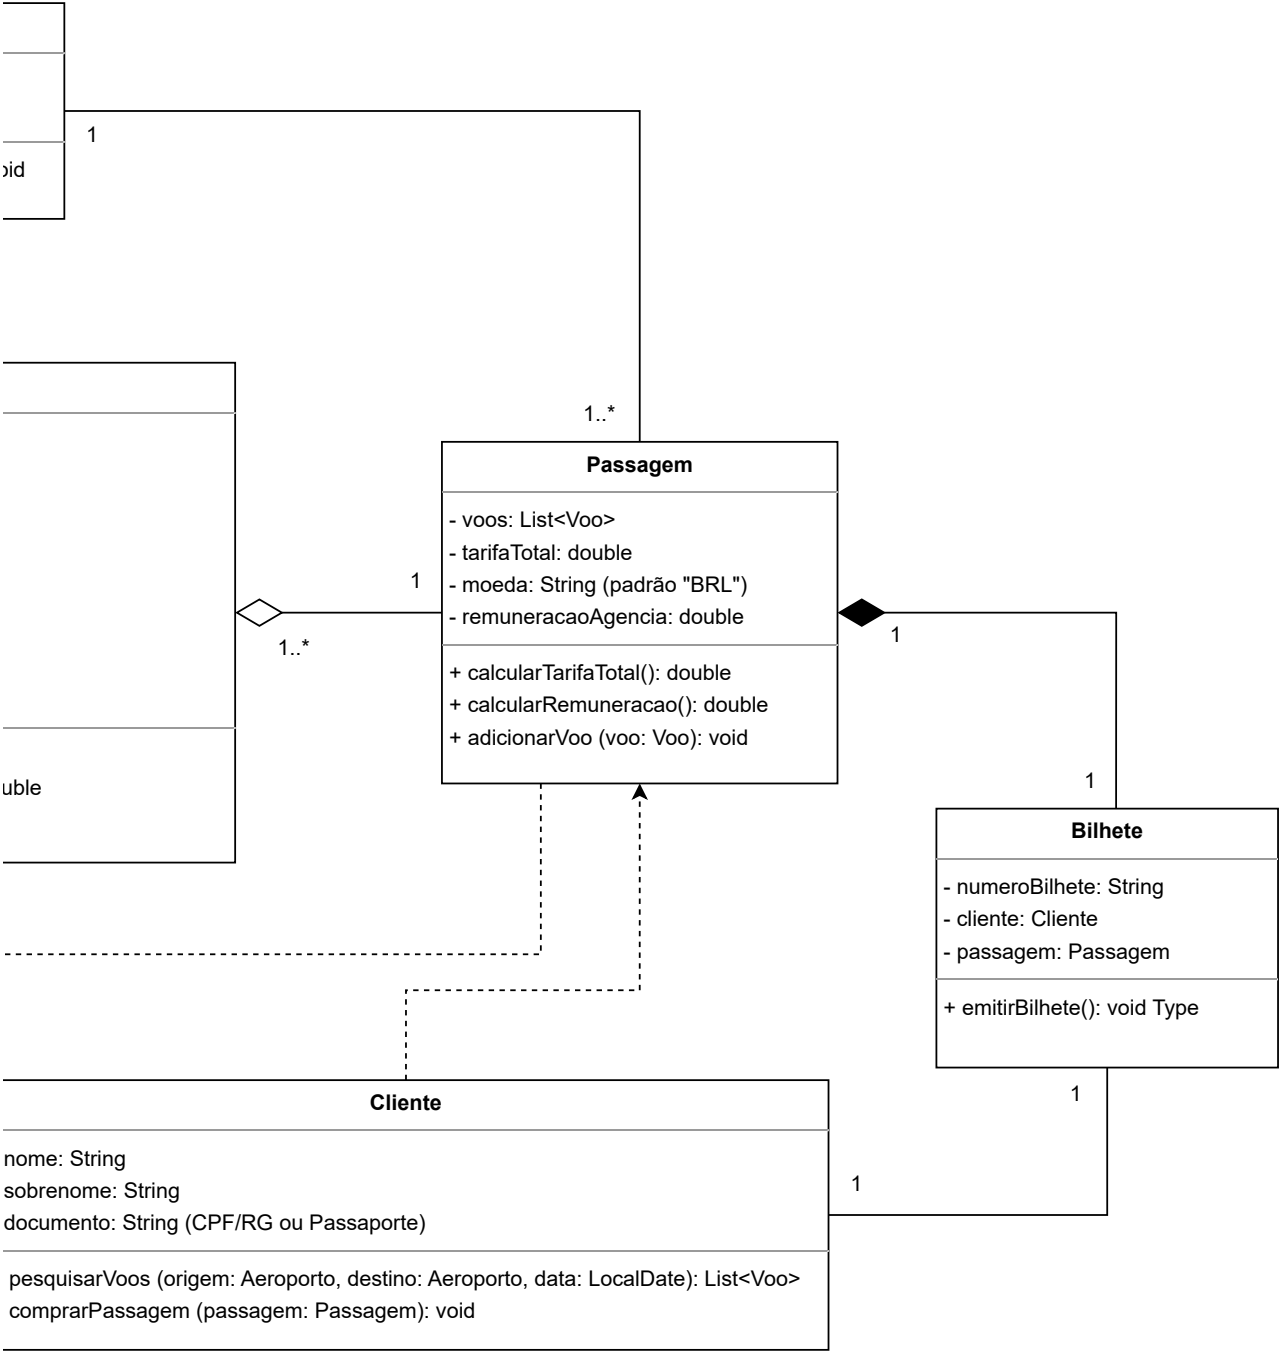 1
1..*
Passagem
- voos: List<Voo>
- tarifaTotal: double
- moeda: String (padrão "BRL")
- remuneracaoAgencia: double
+ calcularTarifaTotal(): double
+ calcularRemuneracao(): double
+ adicionarVoo (voo: Voo): void
1
1..*
1
1
Bilhete
- numeroBilhete: String
- cliente: Cliente
- passagem: Passagem
+ emitirBilhete(): void Type
1
1
Cliente
nome: String
sobrenome: String
documento: String (CPF/RG ou Passaporte)
pesquisarVoos (origem: Aeroporto, destino: Aeroporto, data: LocalDate): List<Voo>
comprarPassagem (passagem: Passagem): void